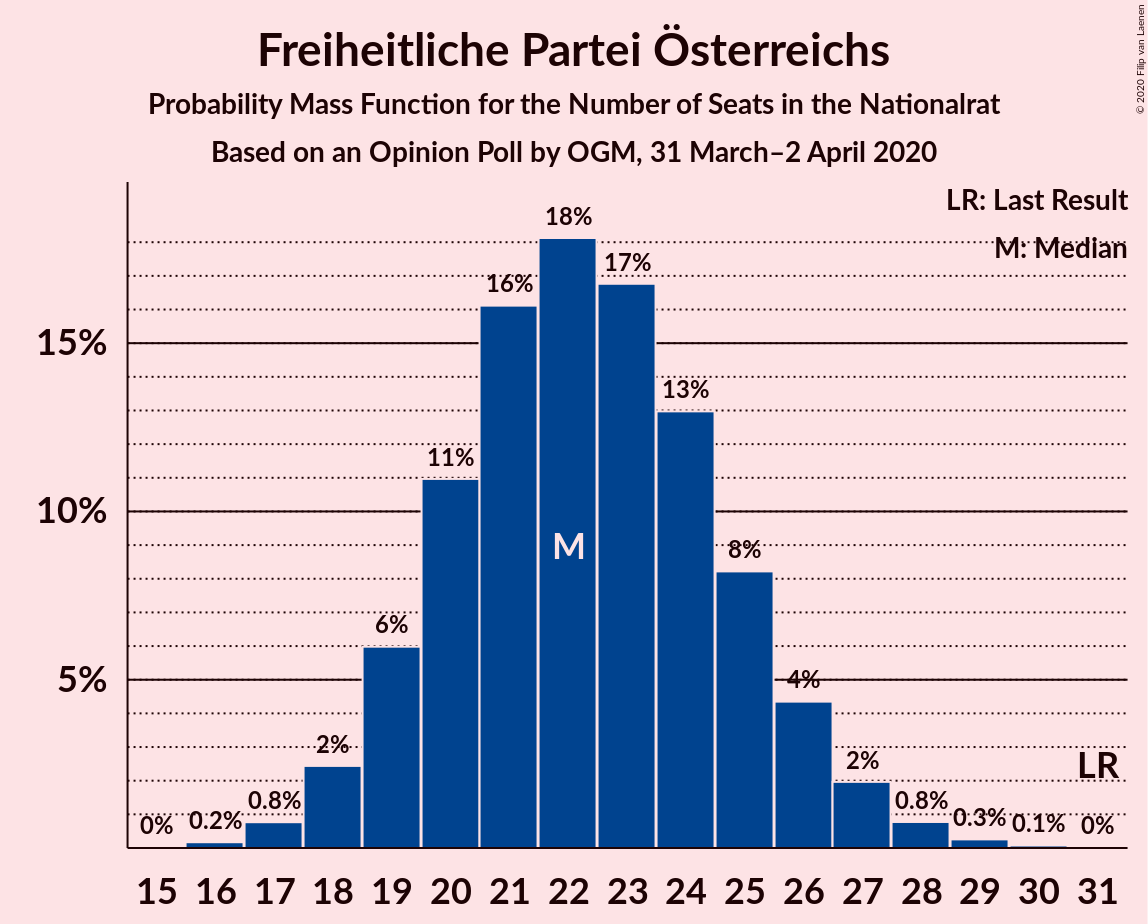 Freiheitliche Partei Österreichs
Probability Mass Function for the Number of Seats in the Nationalrat
Based on an Opinion Poll by OGM, 31 March–2 April 2020
© 2020 Filip van Laenen
LR: Last Result
M: Median
15%
10%
5%
0%
0.2%
0.8%
2%
6%
11%
16%
18%
17%
13%
8%
4%
2%
0.8%
0.3%
0.1%
0%
M
LR
15 16 17 18 19 20 21 22 23 24 25 26 27 28 29 30 31